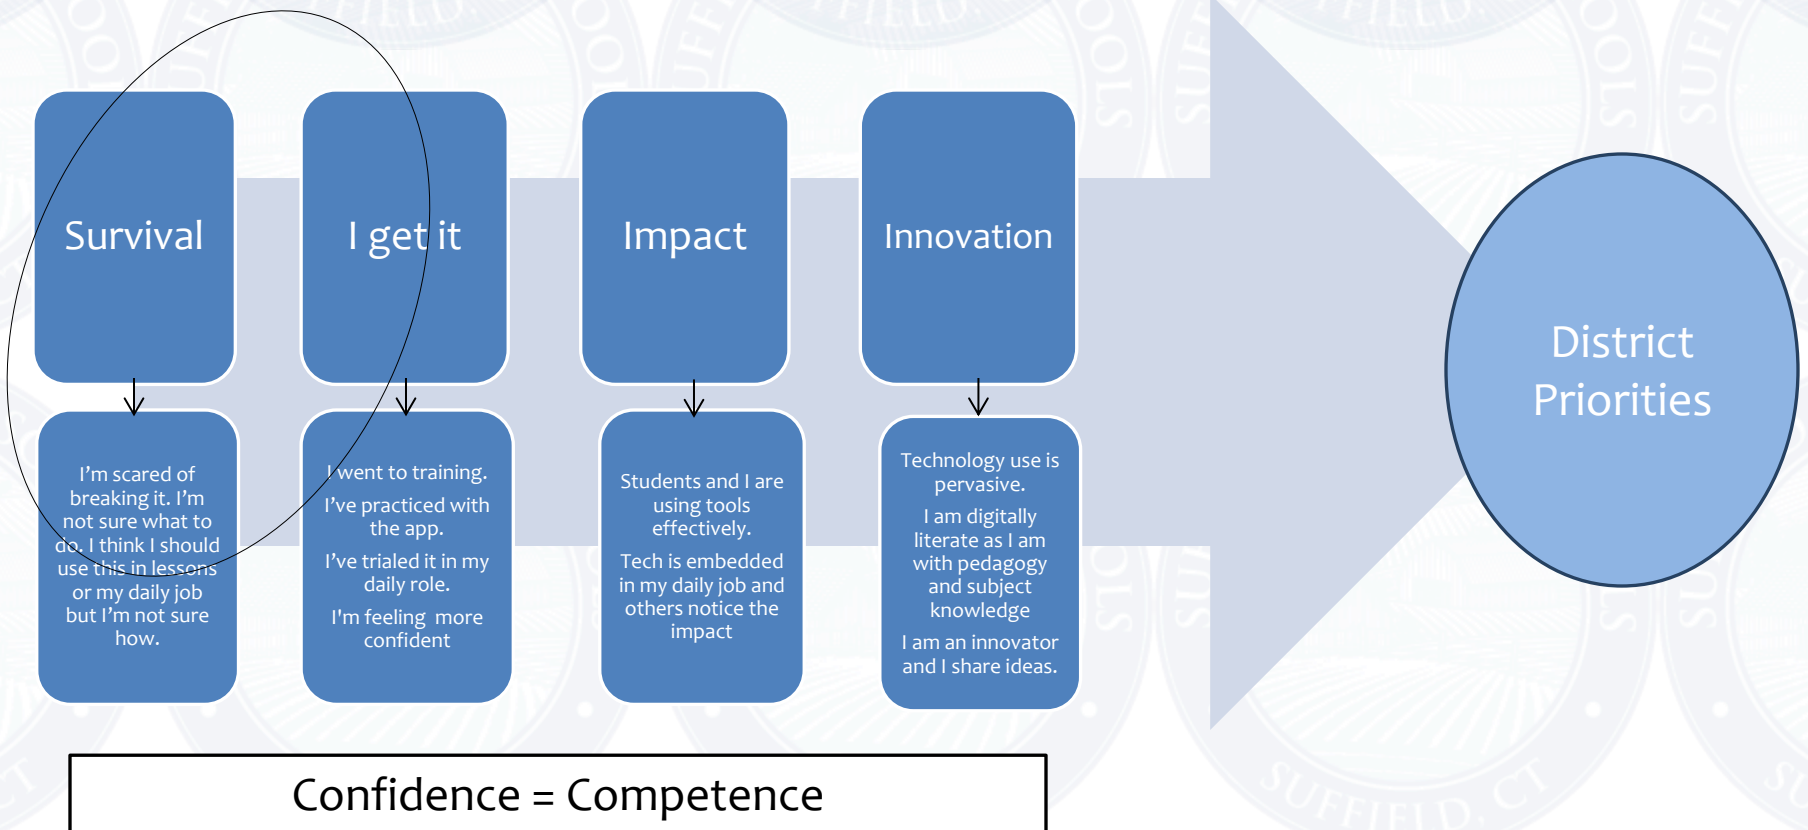 Survival
I get it
Impact
Innovation
I'm scared of
breaking it. I'm
not sure what to
do. I think I should
use this in lessons
or my daily job
but I'm not sure
how.
I went to training.
I've practiced with
the app.
I've trialed it in my
daily role.
I'm feeling  more
confident
Students and I are
using tools
effectively.
Tech is embedded
in my daily job and
others notice the
impact
Technology use is
pervasive.
I am digitally
literate as I am
with pedagogy
and subject
knowledge
I am an innovator
and I share ideas.
District
Priorities
Confidence = Competence
SUFFIELD, CT